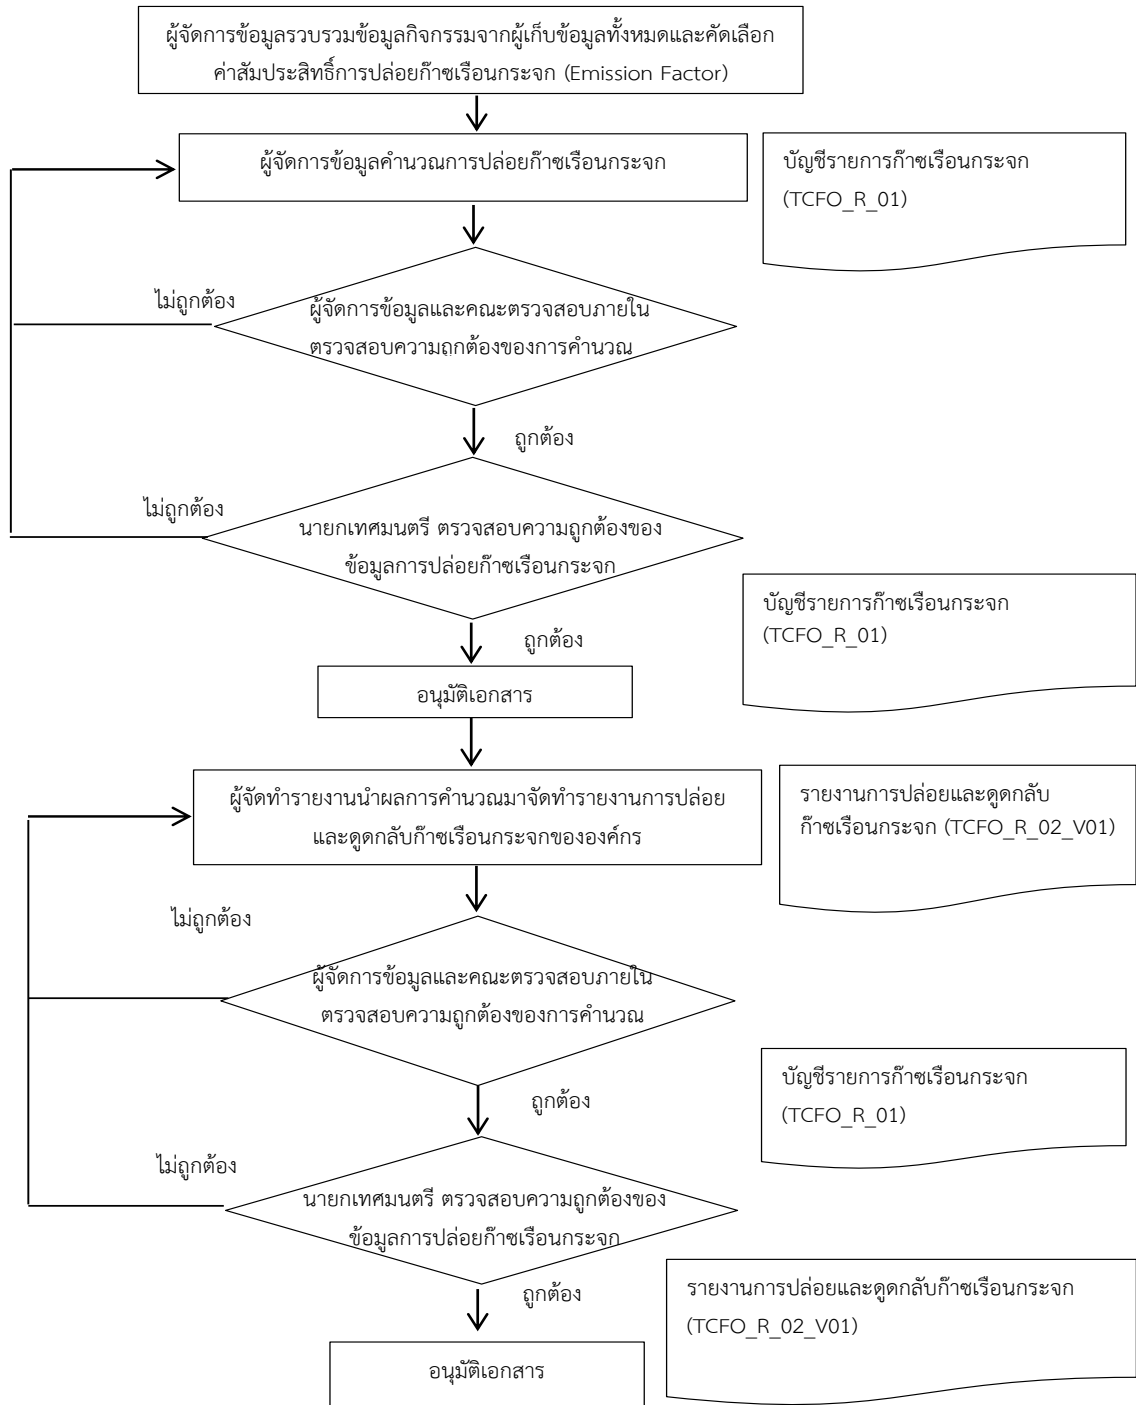 ผู้จัดการข้อมูลรวบรวมข้อมูลกิจกรรมจากผู้เก็บข้อมูลทั้งหมดและคัดเลือก
ค่าสัมประสิทธิ์การปล่อยก๊าซเรือนกระจก (Emission Factor)
ผู้จัดการข้อมูลคำนวณการปล่อยก๊าซเรือนกระจก
บัญชีรายการก๊าซเรือนกระจก
(TCFO_R_01)
ไม่ถูกต้อง
ผู้จัดการข้อมูลและคณะตรวจสอบภายใน
ตรวจสอบความถูกต้องของการคำนวณ
ถูกต้อง
ไม่ถูกต้อง
นายกเทศมนตรี ตรวจสอบความถูกต้องของ
ข้อมูลการปล่อยก๊าซเรือนกระจก
บัญชีรายการก๊าซเรือนกระจก
(TCFO_R_01)
ถูกต้อง
อนุมัติเอกสาร
ผู้จัดทำรายงานนำผลการคำนวณมาจัดทำรายงานการปล่อย
และดูดกลับก๊าซเรือนกระจกขององค์กร
รายงานการปล่อยและดูดกลับ
ก๊าซเรือนกระจก (TCFO_R_02_V01)
ไม่ถูกต้อง
ผู้จัดการข้อมูลและคณะตรวจสอบภายใน
ตรวจสอบความถูกต้องของการคำนวณ
บัญชีรายการก๊าซเรือนกระจก
(TCFO_R_01)
ถูกต้อง
ไม่ถูกต้อง
นายกเทศมนตรี ตรวจสอบความถูกต้องของ
ข้อมูลการปล่อยก๊าซเรือนกระจก
รายงานการปล่อยและดูดกลับก๊าซเรือนกระจก
(TCFO_R_02_V01)
ถูกต้อง
อนุมัติเอกสาร